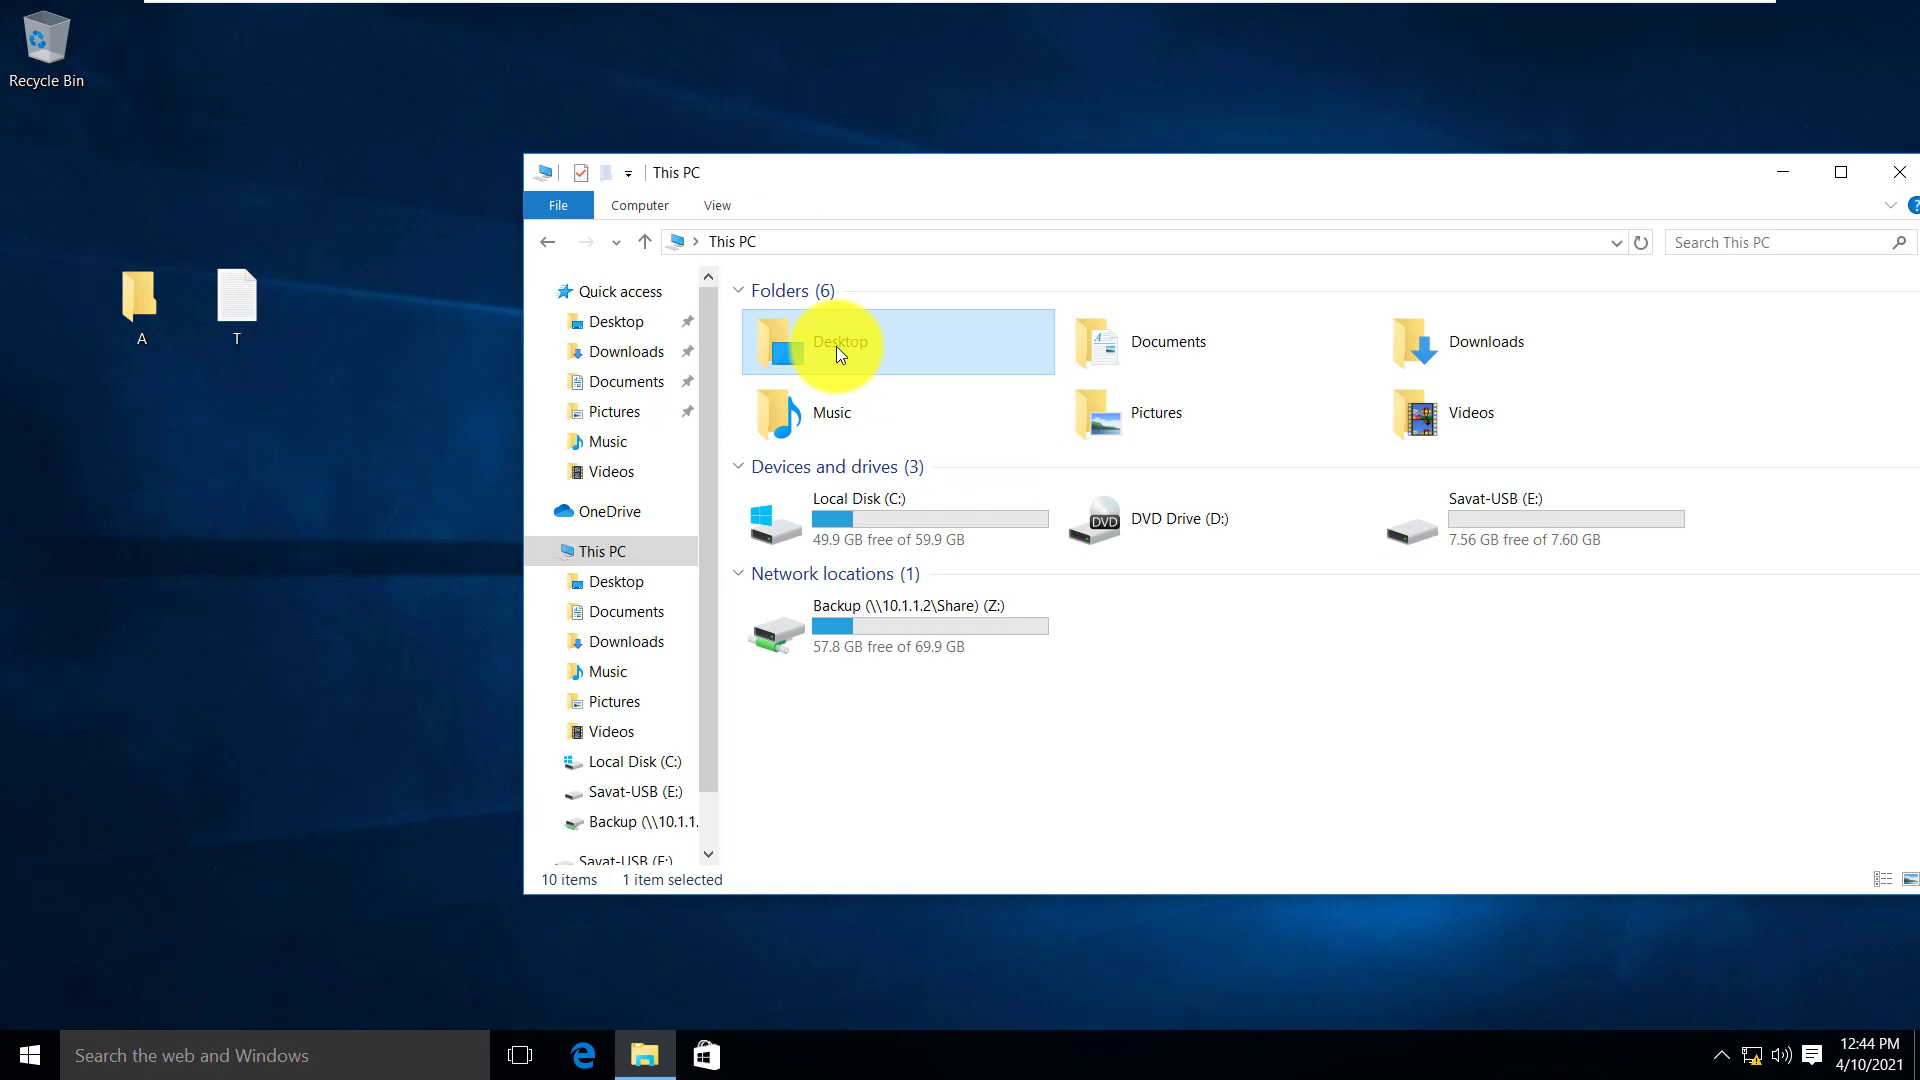 Recycle Bin
A
T
This PC
File
Computer
View
This PC
Search This PC
Quick access
Desktop
Downloads
Documents
Pictures
Music
Videos
OneDrive
This PC
Desktop
Documents
Downloads
Music
Pictures
Videos
Local Disk (C:)
Savat-USB (E:)
Backup (\\10.1.1.
Savat-USB (E:)
Folders (6)
Desktop
Documents
Downloads
Music
Pictures
Videos
Devices and drives (3)
Local Disk (C:)
49.9 GB free of 59.9 GB
DVD
DVD Drive (D:)
Savat-USB (E:)
7.56 GB free of 7.60 GB
Network locations (1)
Backup (\\10.1.1.2\Share) (Z:)
57.8 GB free of 69.9 GB
10 items
1 item selected
Search the web and Windows
12:44 PM
4/10/2021